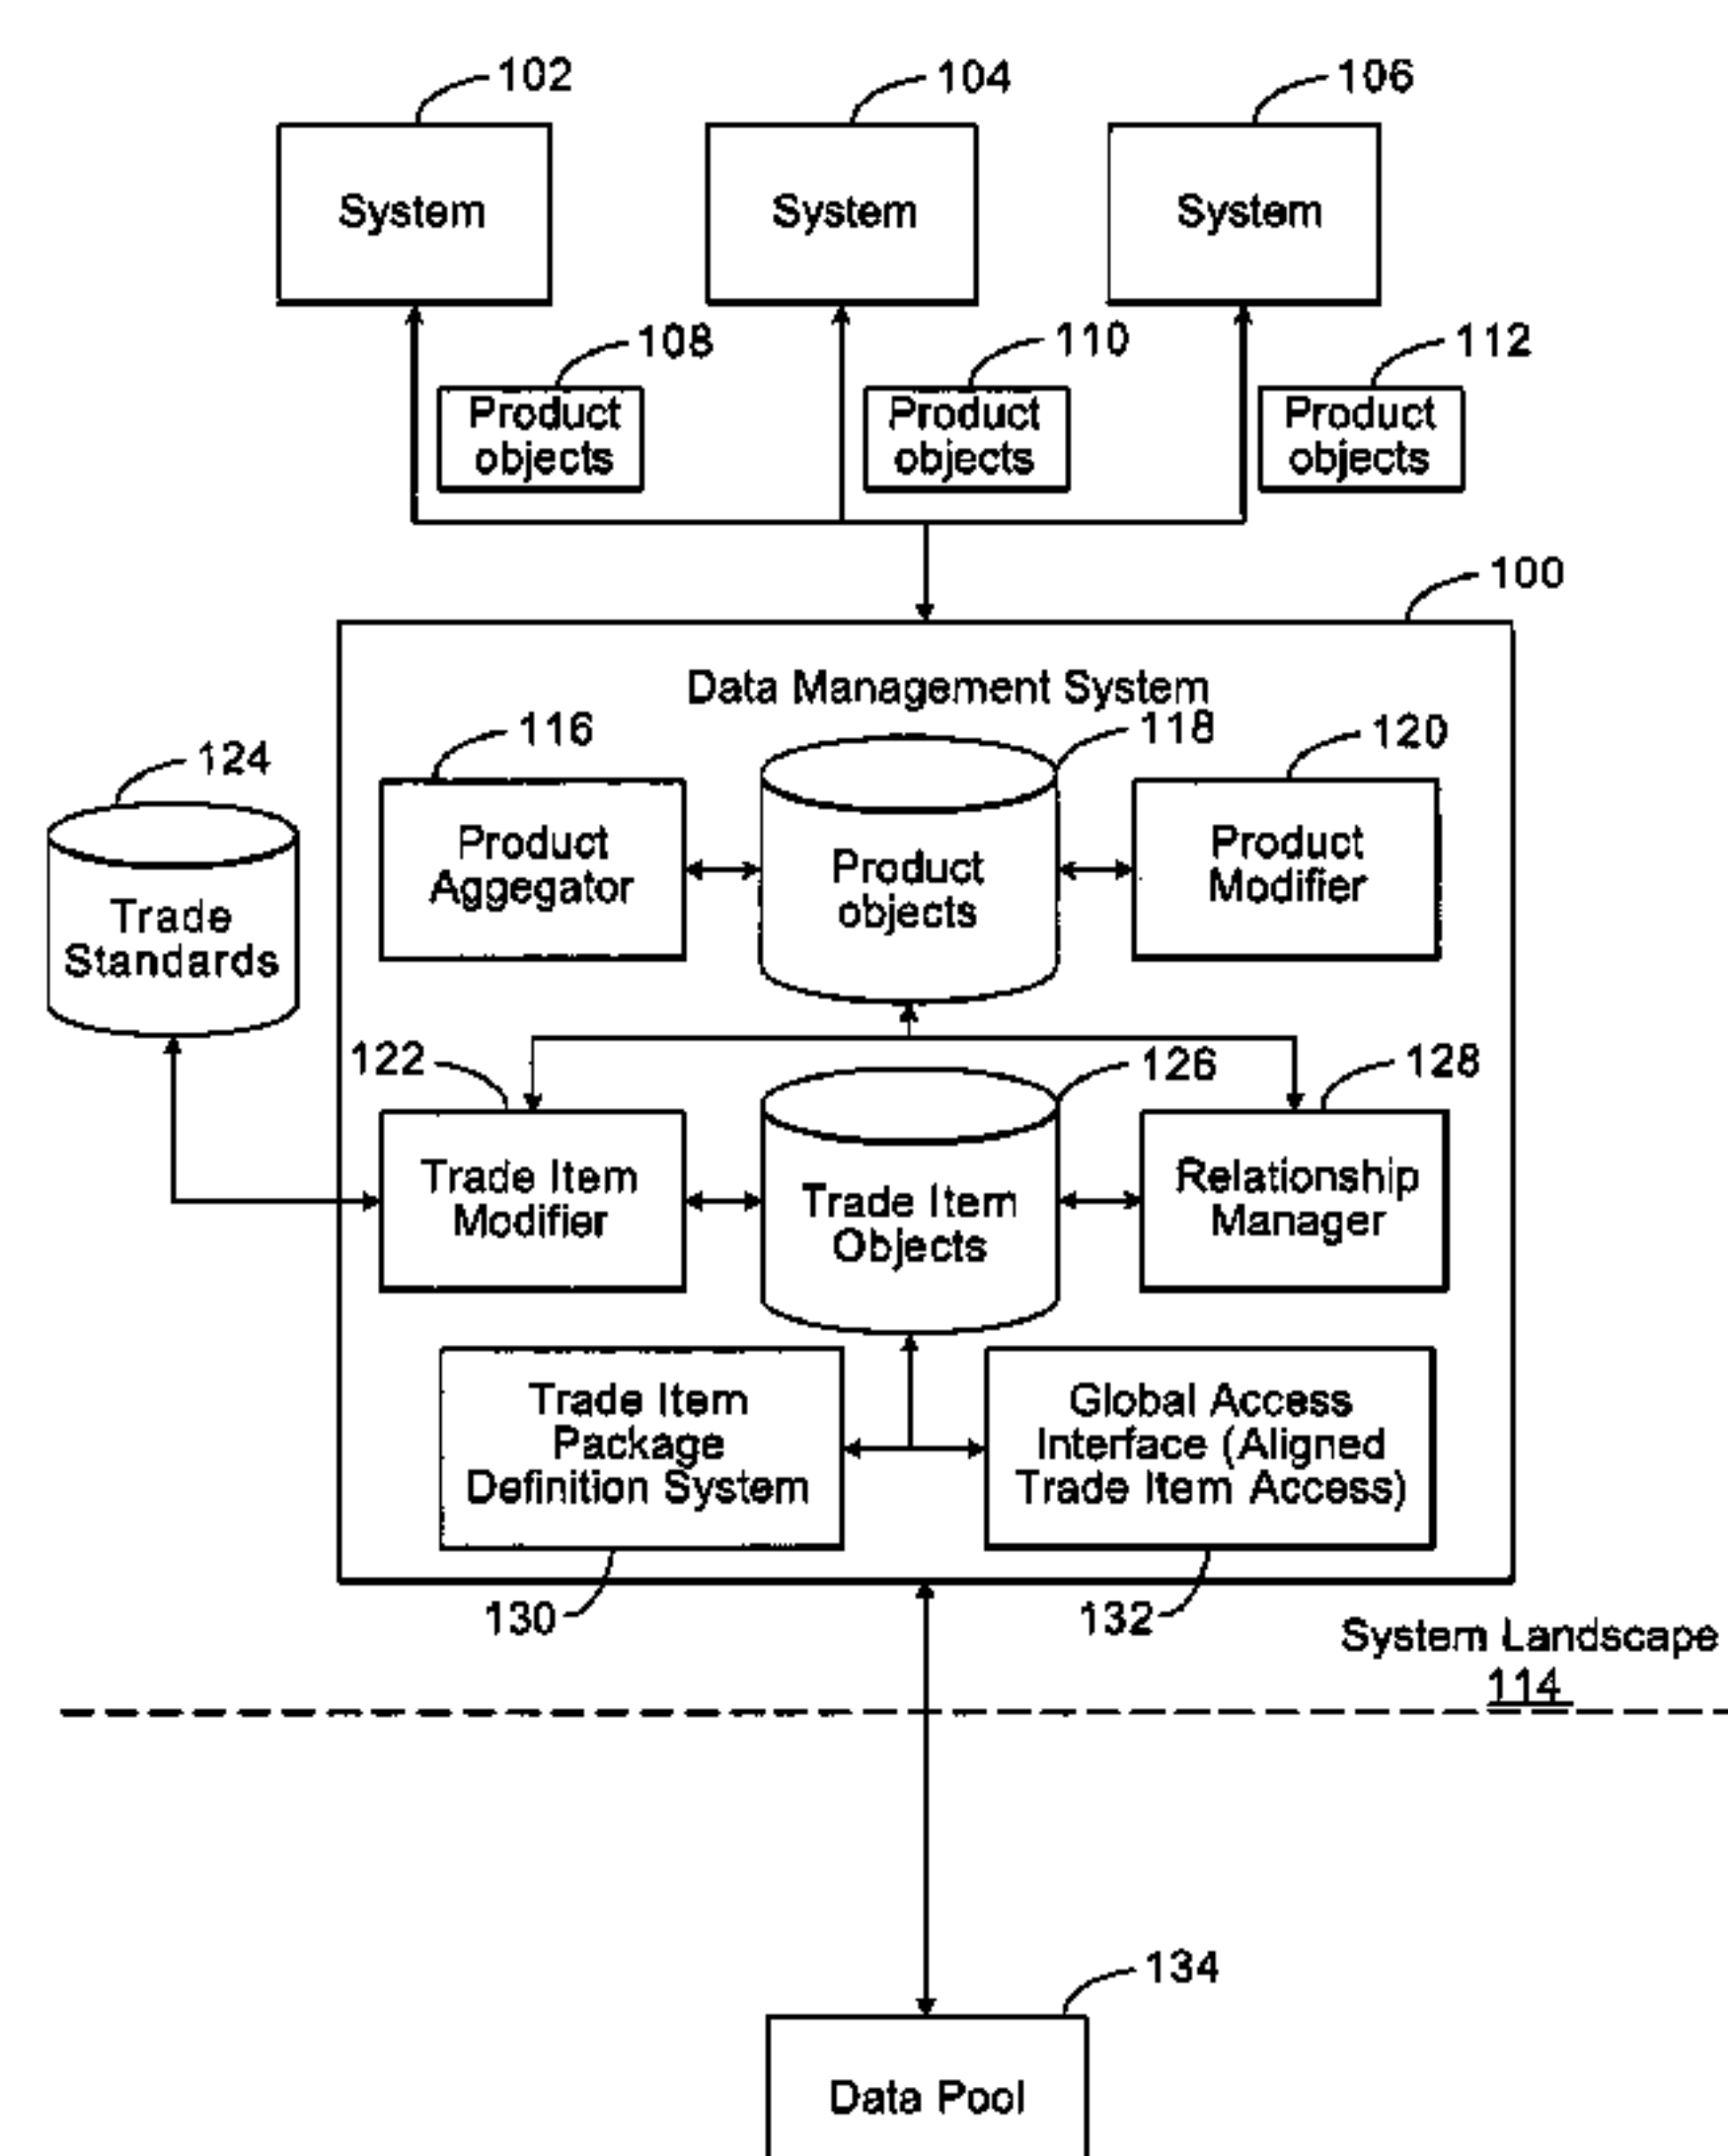 102
104
106
System
System
System
108
110
112
Product
objects
Product
objects
Product
objects
100
Data Management System
116
118
120
124
Product
Aggegator
Product
objects
Product
Modifier
Trade
Standards
122
126
128
Trade Item
Modifier
Trade Item
Objects
Relationship
Manager
Trade Item
Package
Definition System
Global Access
Interface (Aligned
Trade Item Access)
130
132
System Landscape
114
134
Data Pool